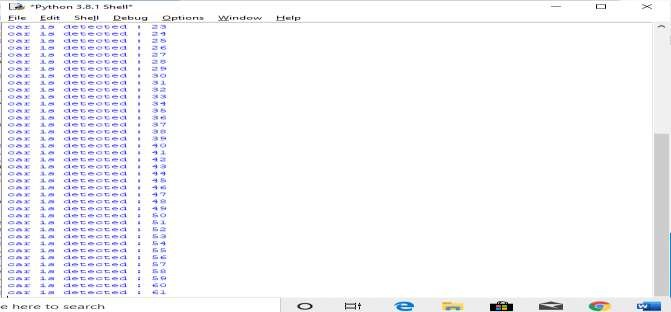 *Python 3.8.1 Shell*
File Edit Shell Debug Options Window Help
car is detected : 23
car is detected : 24
car is detected : 25
car is detected : 26
car is detected : 27
car is detected : 28
car is detected : 29
car is detected : 30
car is detected : 31
car is detected : 32
car is detected : 33
car is detected : 34
car is detected : 35
car is detected : 36
car is detected : 37
car is detected : 38
car is detected : 39
car is detected : 40
car is detected : 41
car is detected : 42
car is detected : 43
car is detected : 44
car is detected : 45
car is detected : 46
car is detected : 47
car is detected : 48
car is detected : 49
car is detected : 50
car is detected : 51
car is detected : 52
car is detected : 53
car is detected : 54
car is detected : 55
car is detected : 56
car is detected : 57
car is detected : 58
car is detected : 59
car is detected : 60
car is detected : 61
e here to search